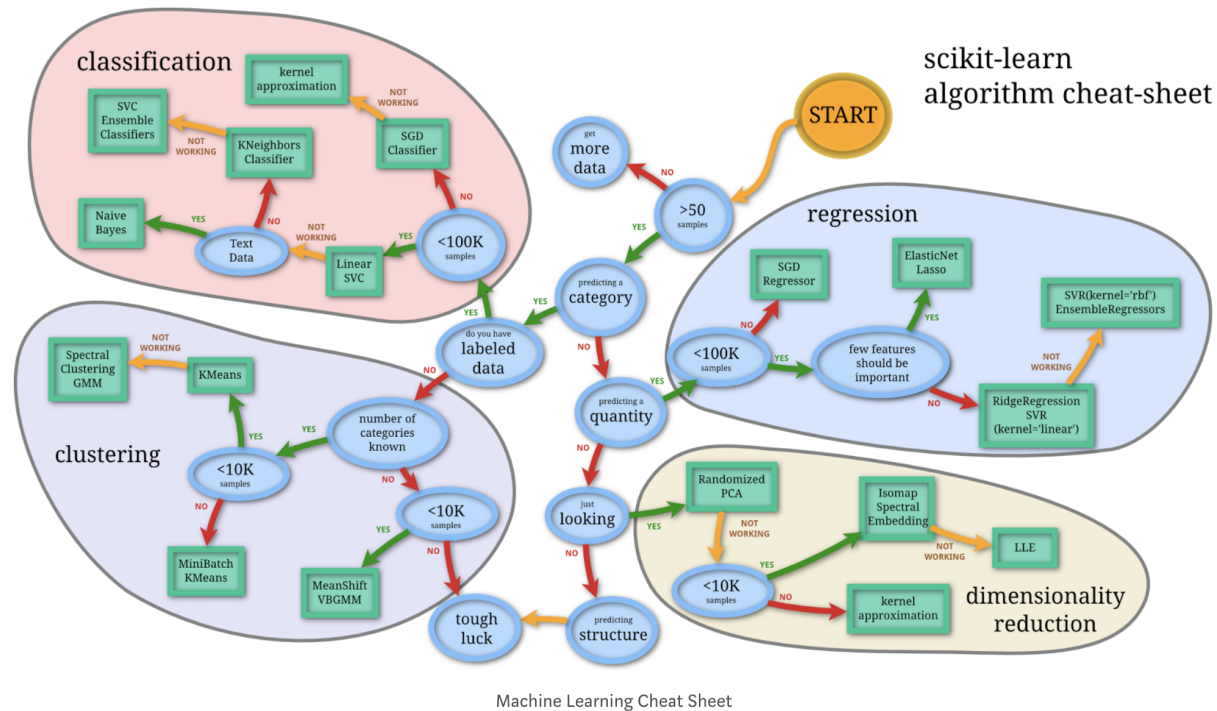 scikit-learn
algorithm cheat-sheet
START
get
more
data
NO
>50
samples
YES
predicting a
category
YES
NO
do you have
labeled
data
YES
NO
predicting a
quantity
YES
NO
just
looking
YES
NO
predicting
structure
tough
luck
classification
kernel
approximation
NOT
WORKING
SGD
Classifier
NO
<100K
samples
YES
Linear
SVC
NOT
WORKING
Text
Data
YES
NO
Naive
Bayes
KNeighbors
Classifier
NOT
WORKING
SVC
Ensemble
Classifiers
regression
<100K
samples
NO
SGD
Regressor
YES
few features
should be
important
YES
ElasticNet
Lasso
NO
RidgeRegression
SVR
(kernel='linear')
NOT
WORKING
SVR(kernel='rbf')
EnsembleRegressors
clustering
number of
categories
known
YES
NO
<10K
samples
YES
KMeans
NOT
WORKING
Spectral
Clustering
GMM
NO
MiniBatch
KMeans
<10K
samples
YES
MeanShift
VBGMM
NO
dimensionality
reduction
Randomized
PCA
NOT
WORKING
<10K
samples
YES
Isomap
Spectral
Embedding
NOT
WORKING
LLE
NO
kernel
approximation
Machine Learning Cheat Sheet